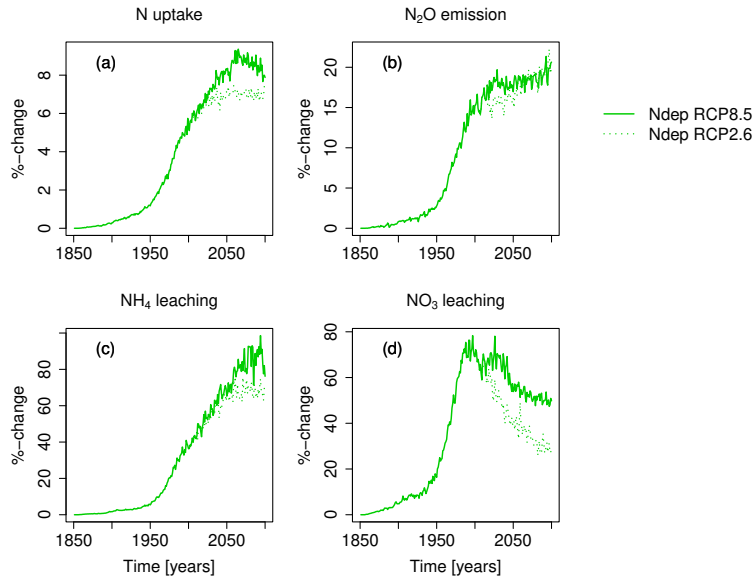 N uptake
(a)
%-change
0
2
4
6
8
1850
1950
2050
N₂O emission
(b)
%-change
0
5
10
15
20
1850
1950
2050
Ndep RCP8.5
Ndep RCP2.6
NH₄ leaching
(c)
%-change
0
20
40
60
80
1850
1950
2050
Time [years]
NO₃ leaching
(d)
%-change
0
20
40
60
80
1850
1950
2050
Time [years]